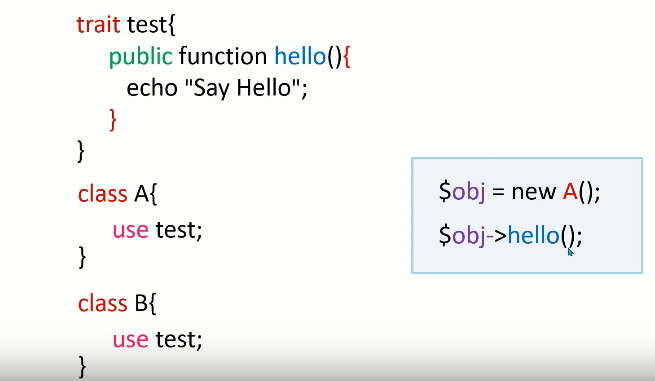 trait test{
public function hello(){
echo "Say Hello";
}
}
class A{
use test;
}
class B{
use test;
}
$obj = new A();
$obj->hello();